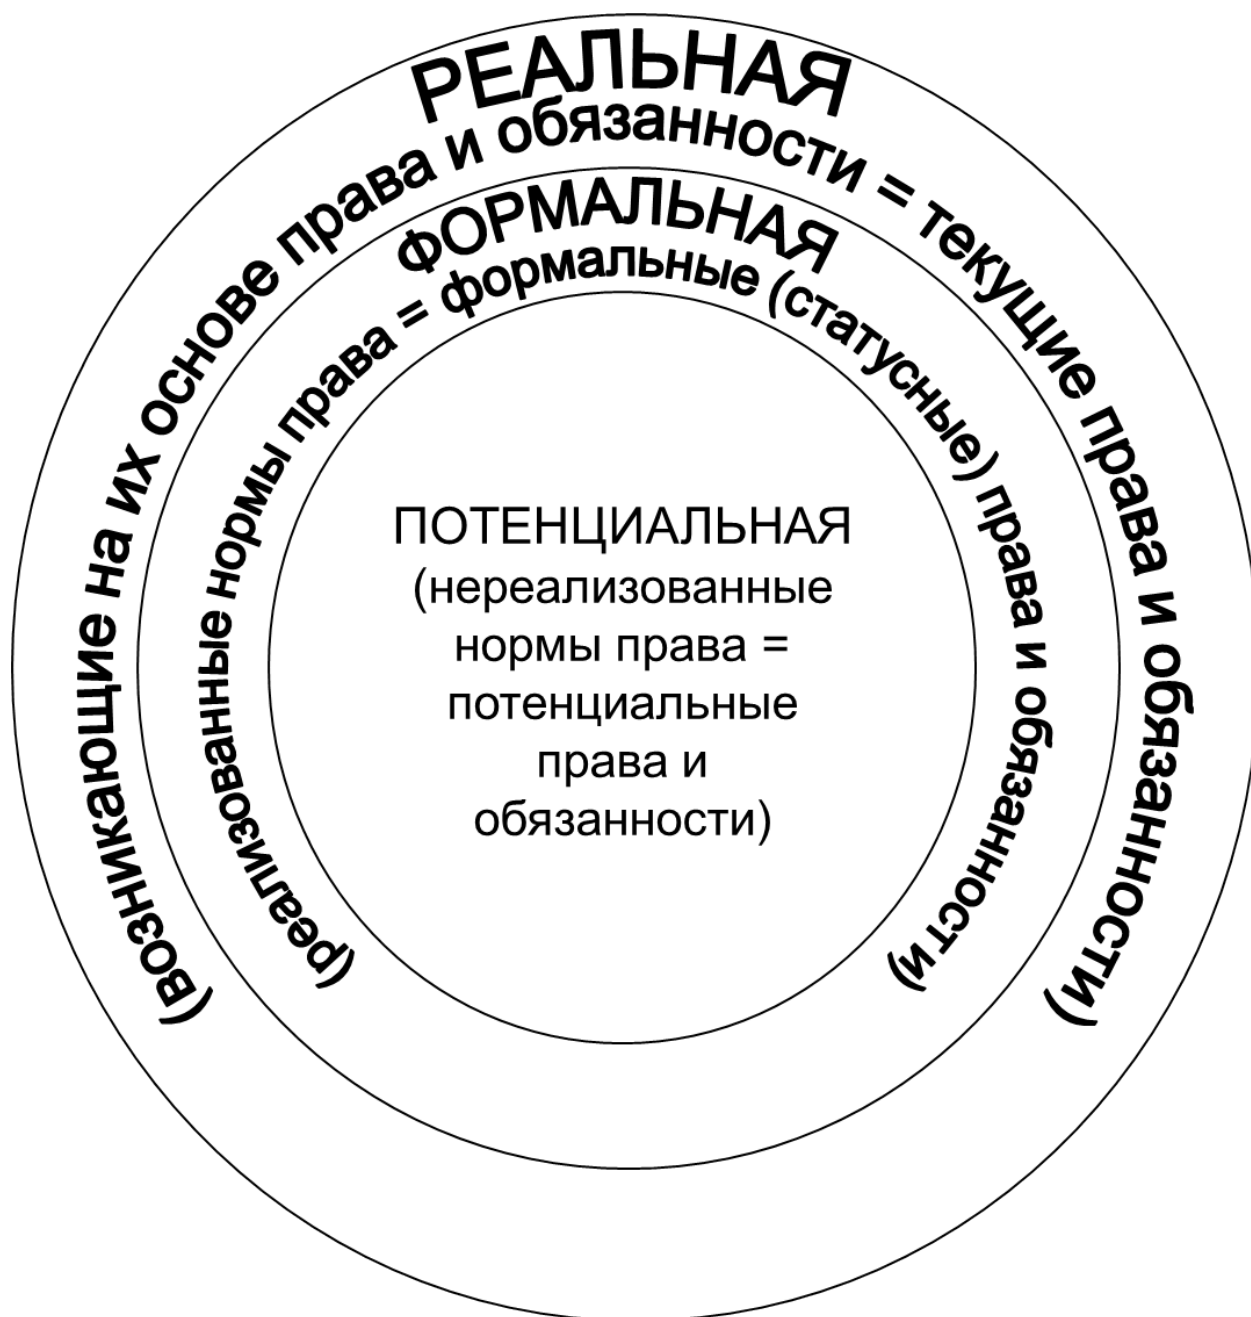 РЕАЛЬНАЯ
(возникающие на их основе права и обязанности = текущие права и обязанности)
ФОРМАЛЬНАЯ
(реализованные нормы права = формальные (статусные) права и обязанности)
ПОТЕНЦИАЛЬНАЯ
(нереализованные
нормы права =
потенциальные
права и
обязанности)